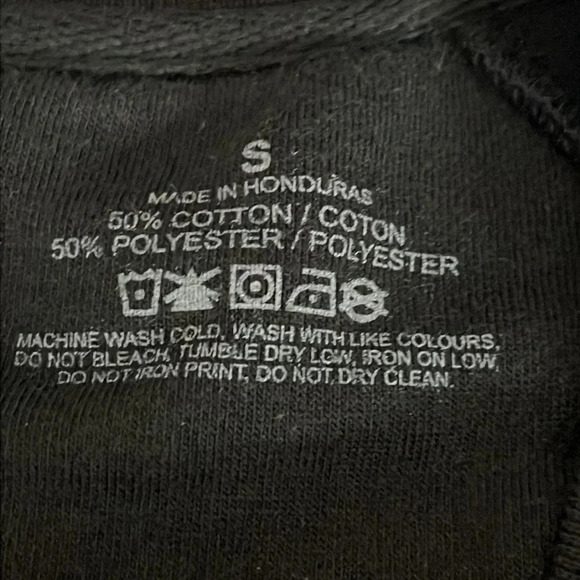 S
MADE IN HONDURAS
50% COTTON / COTON
50% POLYESTER / POLYESTER
MACHINE WASH COLD, WASH WITH LIKE COLOURS,
DO NOT BLEACH, TUMBLE DRY LOW, IRON ON LOW,
DO NOT IRON PRINT, DO NOT DRY CLEAN.